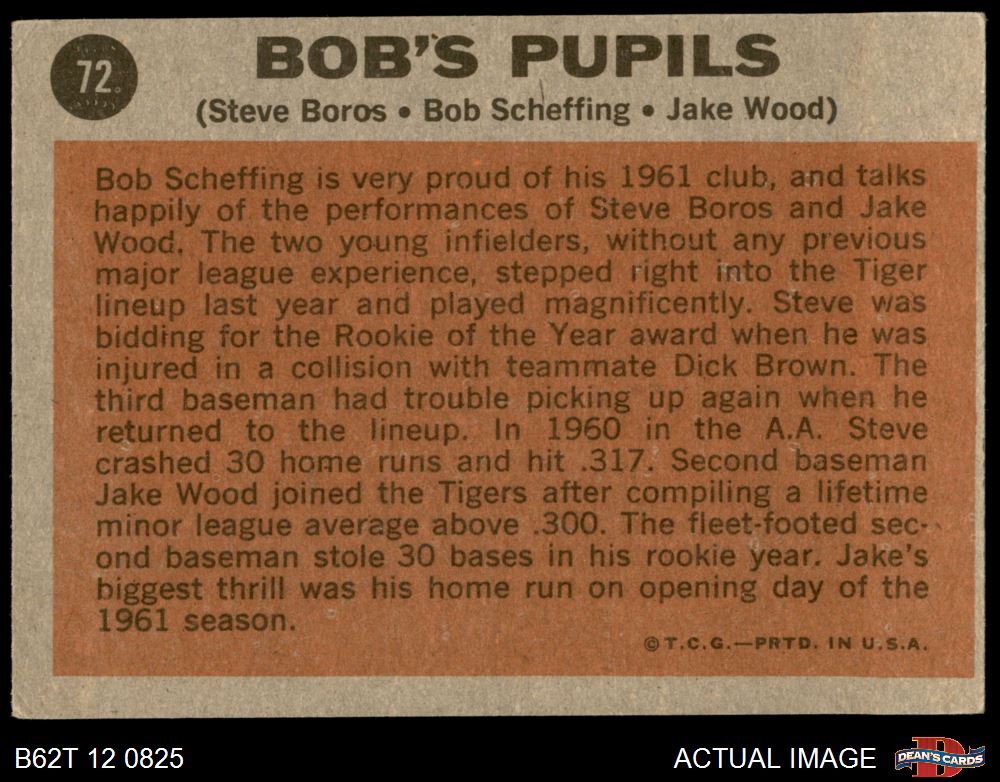 72
BOB'S PUPILS
(Steve Boros • Bob Scheffing • Jake Wood)
Bob Scheffing is very proud of his 1961 club, and talks
happily of the performances of Steve Boros and Jake
Wood. The two young infielders, without any previous
major league experience, stepped right into the Tiger
lineup last year and played magnificently. Steve was
bidding for the Rookie of the Year award when he was
injured in a collision with teammate Dick Brown. The
third baseman had trouble picking up again when he
returned to the lineup. In 1960 in the A.A. Steve
crashed 30 home runs and hit .317. Second baseman
Jake Wood joined the Tigers after compiling a lifetime
minor league average above .300. The fleet-footed sec-
ond baseman stole 30 bases in his rookie year. Jake's
biggest thrill was his home run on opening day of the
1961 season.
© T.C.G.—PRTD. IN U.S.A.
B62T 12 0825
ACTUAL IMAGE
D
DEAN'S CARDS